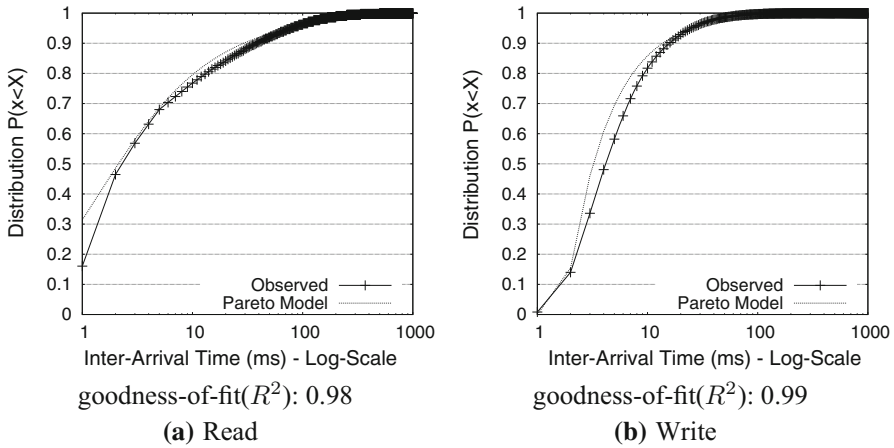 1
0.9
0.8
0.7
0.6
0.5
0.4
0.3
0.2
0.1
0
Distribution P(x<X)
Observed
Pareto Model
1 10 100 1000
Inter-Arrival Time (ms) - Log-Scale
goodness-of-fit(R²): 0.98
(a) Read
1
0.9
0.8
0.7
0.6
0.5
0.4
0.3
0.2
0.1
0
Distribution P(x<X)
Observed
Pareto Model
1 10 100 1000
Inter-Arrival Time (ms) - Log-Scale
goodness-of-fit(R²): 0.99
(b) Write